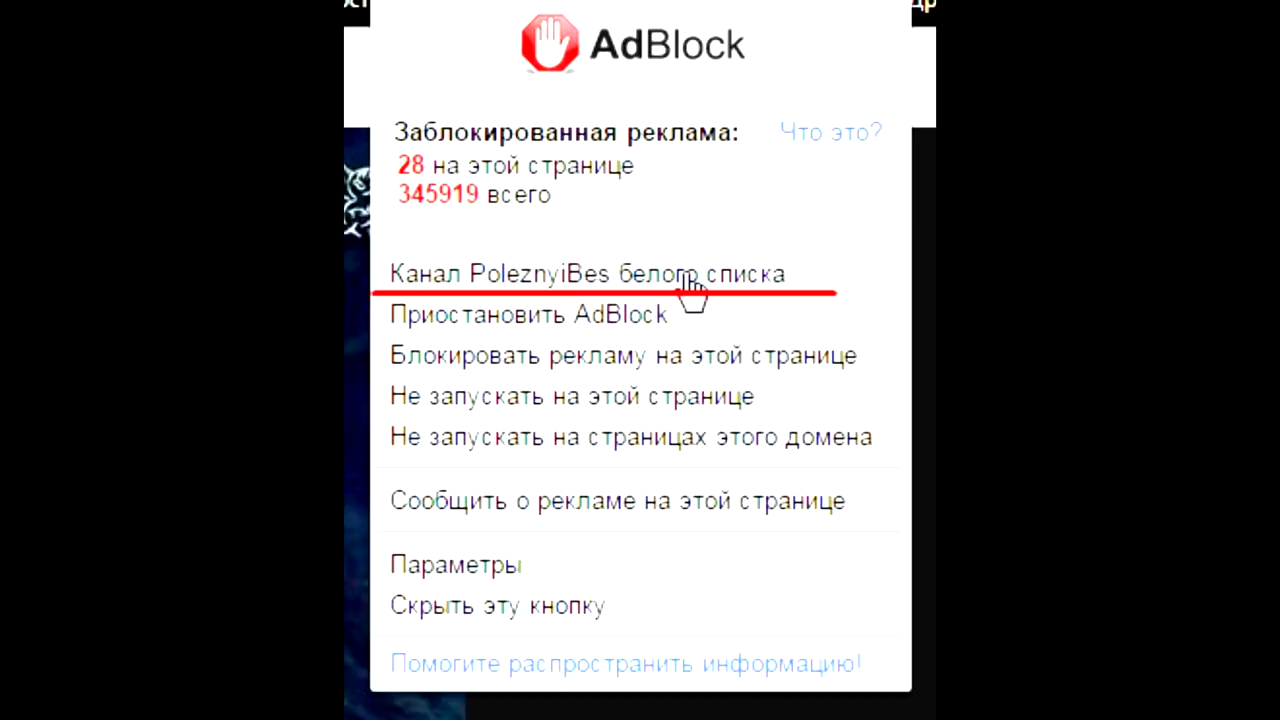 AdBlock
Заблокированная реклама: Что это?
28 на этой странице
345919 всего
Канал PoleznyiBes белого списка
Приостановить AdBlock
Блокировать рекламу на этой странице
Не запускать на этой странице
Не запускать на страницах этого домена
Сообщить о рекламе на этой странице
Параметры
Скрыть эту кнопку
Помогите распространить информацию!